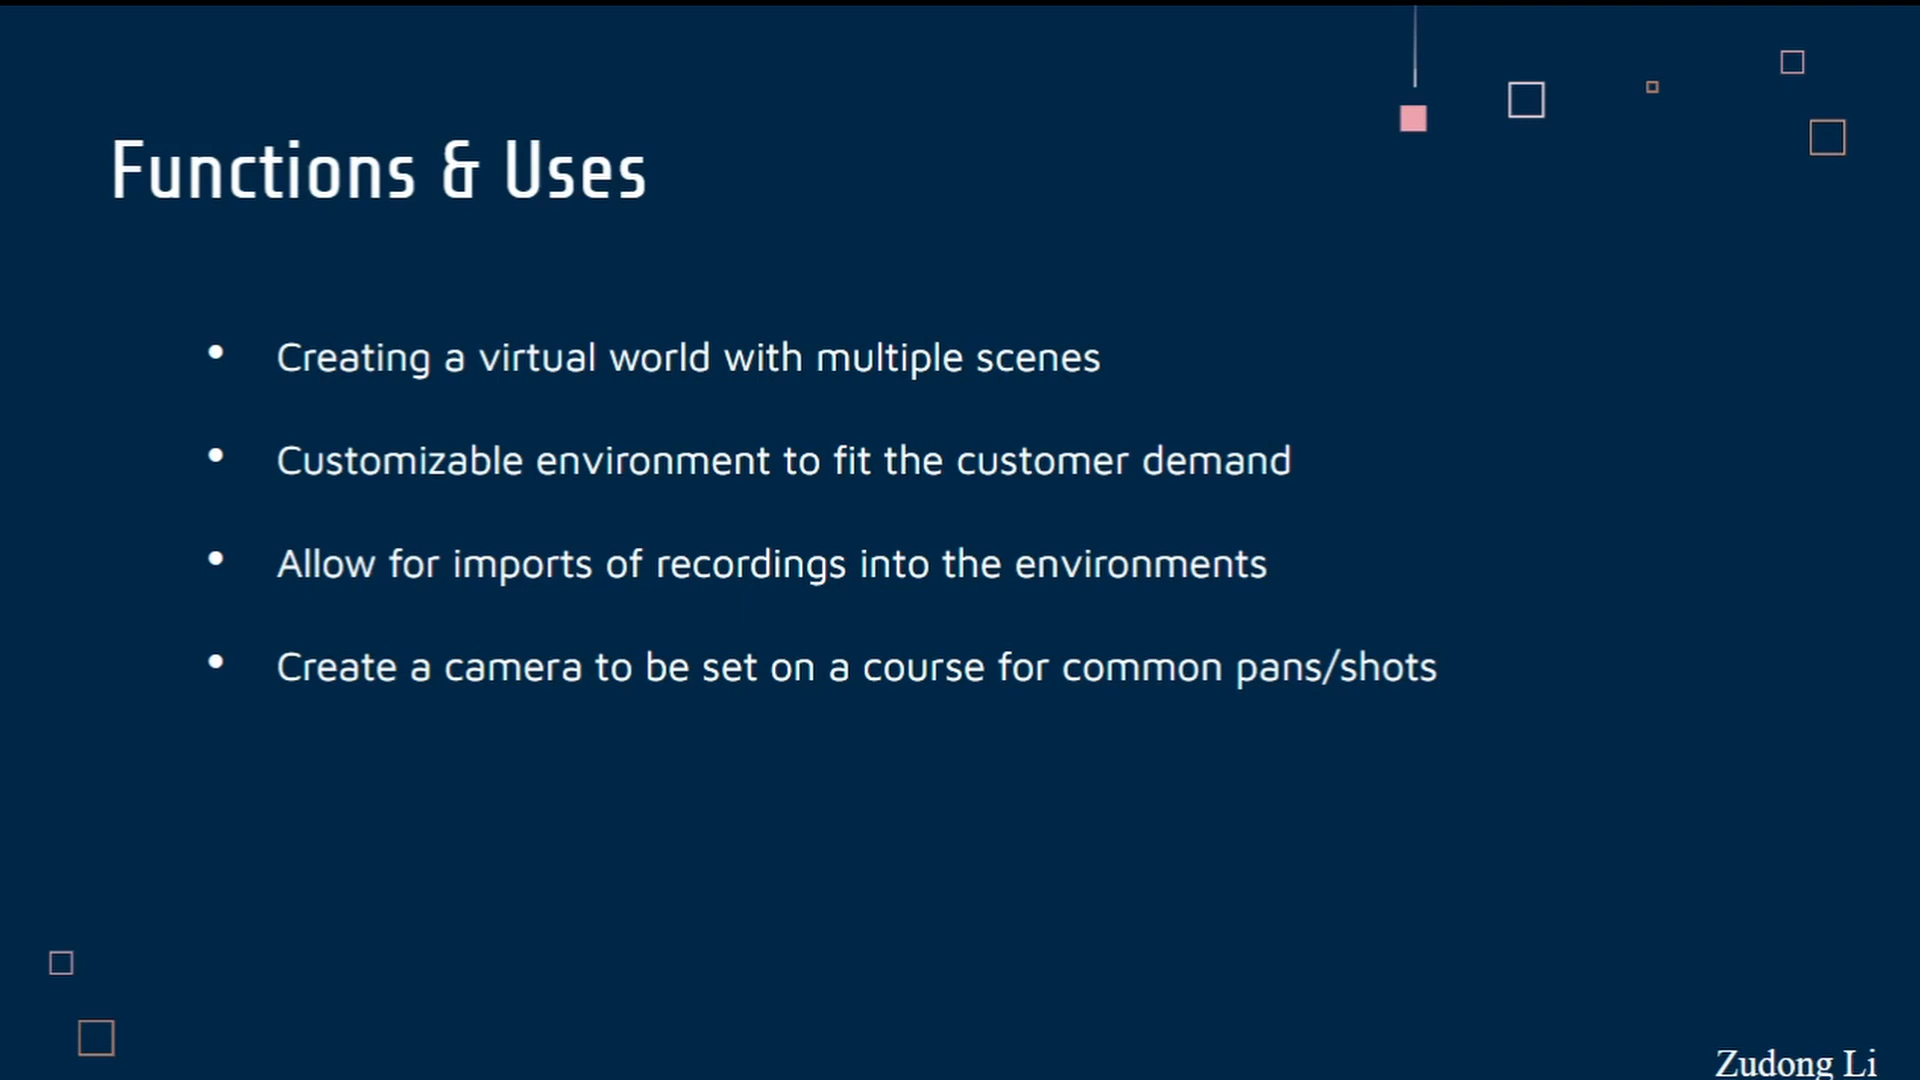 Functions & Uses
• Creating a virtual world with multiple scenes
• Customizable environment to fit the customer demand
• Allow for imports of recordings into the environments
• Create a camera to be set on a course for common pans/shots
Zudong Li